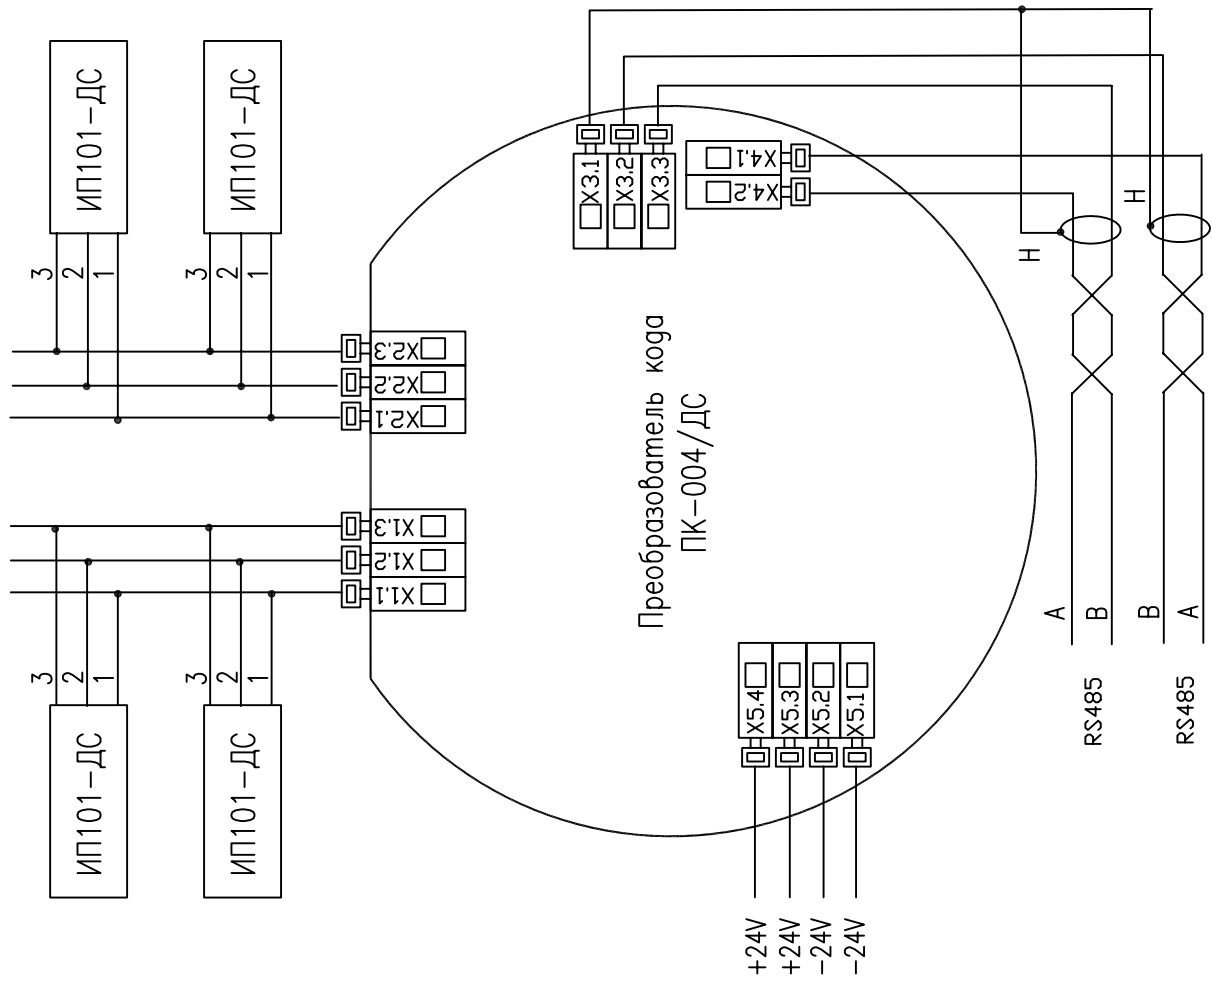 ИП101-ДС
ИП101-ДС
3
2
1
3
2
1
X2.3
X2.2
X2.1
X1.3
X1.2
X1.1
3
2
1
3
2
1
ИП101-ДС
ИП101-ДС
X3.1
X3.2
X3.3
X4.1
X4.2
Преобразователь кода
ПК-004/ДС
X5.4
X5.3
X5.2
X5.1
+24V
+24V
-24V
-24V
H
H
A
B
B
A
RS485
RS485